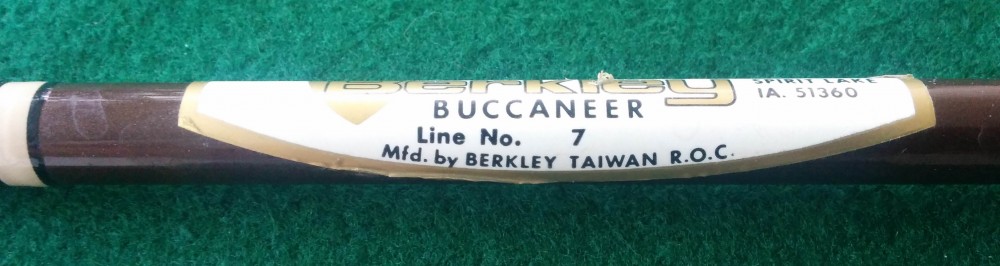 Berkley
SPIRIT LAKE
IA. 51360
BUCCANEER
Line No. 7
Mfd. by BERKLEY TAIWAN R.O.C.